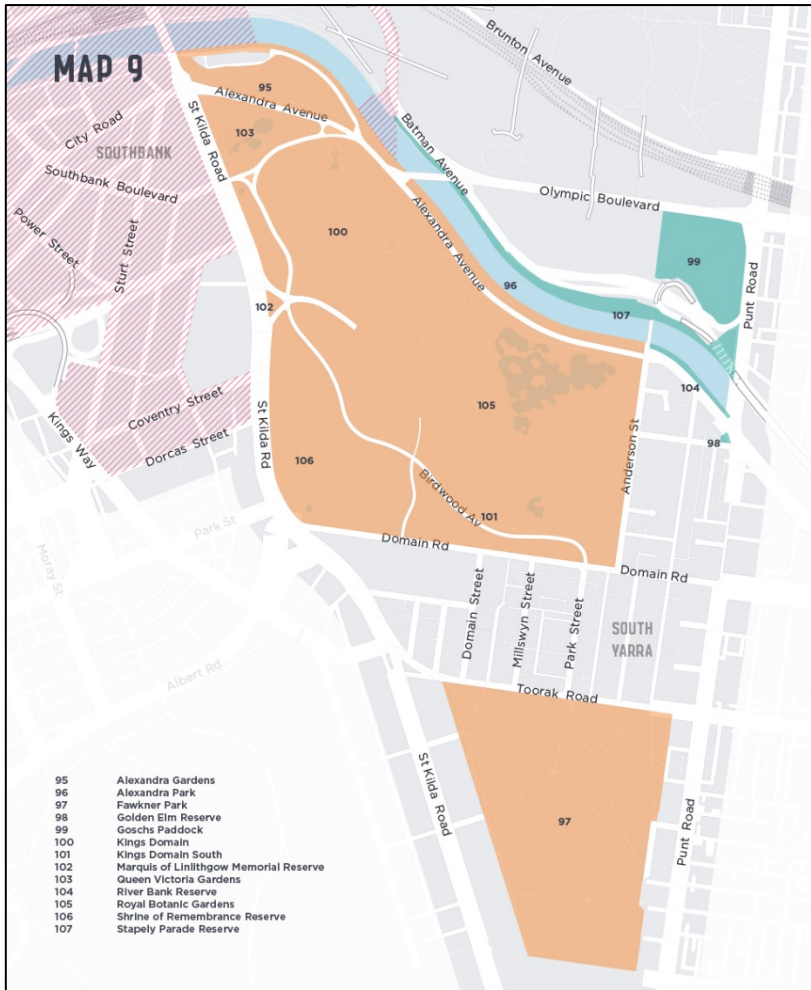 MAP 9
Brunton Avenue
95
Alexandra Avenue
103
St Kilda Road
City Road
SOUTHBANK
Southbank Boulevard
Power Street
Sturt Street
Batman Avenue
Olympic Boulevard
100
Alexandra Avenue
99
96
107
Punt Road
102
105
104
98
Coventry Street
Dorcas Street
Kings Way
St Kilda Rd
106
Anderson St
Birdwood Av
101
Park St
Moray St
Domain Rd
Domain Rd
Domain Street
Millswyn Street
Park Street
SOUTH
YARRA
Albert Rd
Toorak Road
St Kilda Road
97
Punt Road
95 Alexandra Gardens
96 Alexandra Park
97 Fawkner Park
98 Golden Elm Reserve
99 Goschs Paddock
100 Kings Domain
101 Kings Domain South
102 Marquis of Linlithgow Memorial Reserve
103 Queen Victoria Gardens
104 River Bank Reserve
105 Royal Botanic Gardens
106 Shrine of Remembrance Reserve
107 Stapely Parade Reserve